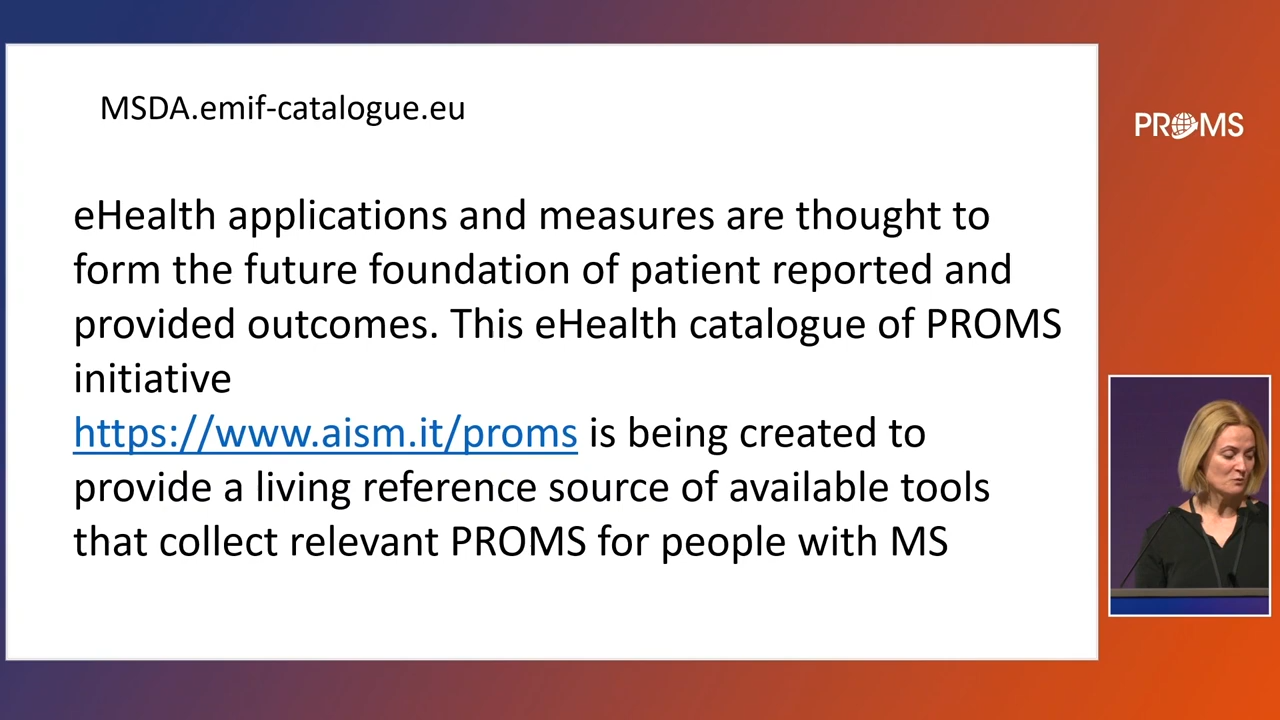 MSDA.emif-catalogue.eu
eHealth applications and measures are thought to
form the future foundation of patient reported and
provided outcomes. This eHealth catalogue of PROMS
initiative
https://www.aism.it/proms is being created to
provide a living reference source of available tools
that collect relevant PROMS for people with MS
PROMS